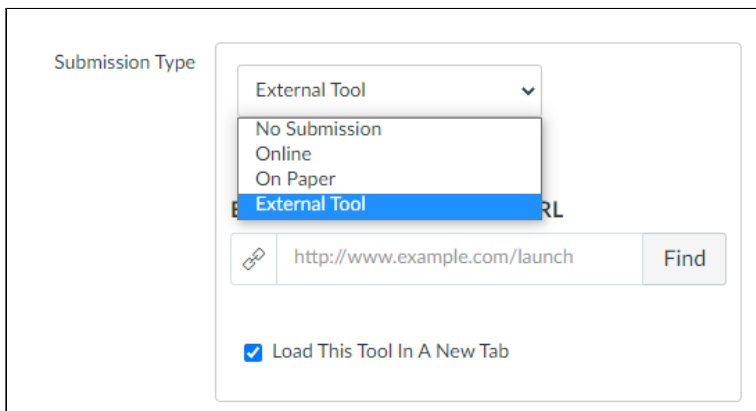 Submission Type
External Tool
No Submission
Online
On Paper
External Tool
RL
http://www.example.com/launch
Find
Load This Tool In A New Tab